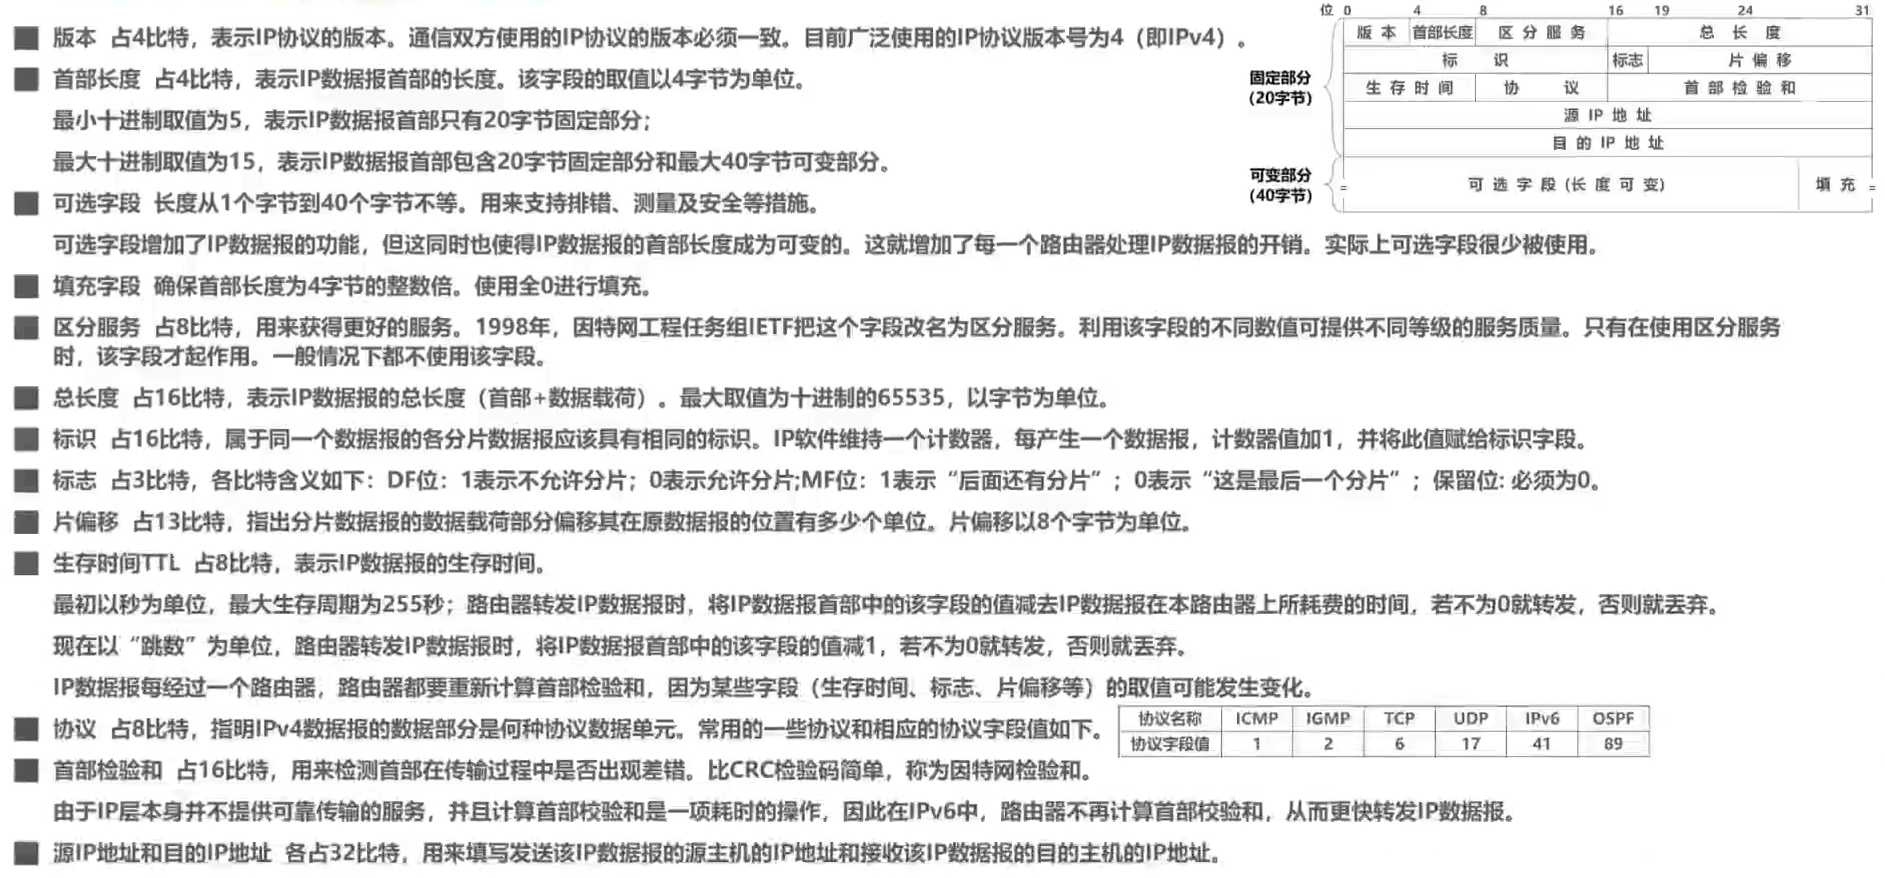 版本 占4比特，表示IP协议的版本。通信双方使用的IP协议的版本必须一致。目前广泛使用的IP协议版本号为4（即IPv4）。
首部长度 占4比特，表示IP数据报首部的长度。该字段的取值以4字节为单位。
最小十进制取值为5，表示IP数据报首部只有20字节固定部分；
最大十进制取值为15，表示IP数据报首部包含20字节固定部分和最大40字节可变部分。
位 0 4 8 16 19 24 31
版 本 首部长度 区 分 服 务 总 长 度
标 识 标志 片 偏 移
生 存 时 间 协 议 首 部 检 验 和
源 IP 地 址
目 的 IP 地 址
可 选 字 段 (长 度 可 变) 填 充
固定部分
(20字节)
可变部分
(40字节)
可选字段 长度从1个字节到40个字节不等。用来支持排错、测量及安全等措施。
可选字段增加了IP数据报的功能，但这同时也使得IP数据报的首部长度成为可变的。这就增加了每一个路由器处理IP数据报的开销。实际上可选字段很少被使用。
填充字段 确保首部长度为4字节的整数倍。使用全0进行填充。
区分服务 占8比特，用来获得更好的服务。1998年，因特网工程任务组IETF把这个字段改名为区分服务。利用该字段的不同数值可提供不同等级的服务质量。只有在使用区分服务
时，该字段才起作用。一般情况下都不使用该字段。
总长度 占16比特，表示IP数据报的总长度（首部+数据载荷）。最大取值为十进制的65535，以字节为单位。
标识 占16比特，属于同一个数据报的各分片数据报应该具有相同的标识。IP软件维持一个计数器，每产生一个数据报，计数器值加1，并将此值赋给标识字段。
标志 占3比特，各比特含义如下：DF位：1表示不允许分片；0表示允许分片;MF位：1表示“后面还有分片”；0表示“这是最后一个分片”；保留位: 必须为0。
片偏移 占13比特，指出分片数据报的数据载荷部分偏移其在原数据报的位置有多少个单位。片偏移以8个字节为单位。
生存时间TTL 占8比特，表示IP数据报的生存时间。
最初以秒为单位，最大生存周期为255秒；路由器转发IP数据报时，将IP数据报首部中的该字段的值减去IP数据报在本路由器上所耗费的时间，若不为0就转发，否则就丢弃。
现在以“跳数”为单位，路由器转发IP数据报时，将IP数据报首部中的该字段的值减1，若不为0就转发，否则就丢弃。
IP数据报每经过一个路由器，路由器都要重新计算首部检验和，因为某些字段（生存时间、标志、片偏移等）的取值可能发生变化。
协议 占8比特，指明IPv4数据报的数据部分是何种协议数据单元。常用的一些协议和相应的协议字段值如下。
协议名称 ICMP IGMP TCP UDP IPv6 OSPF
协议字段值 1 2 6 17 41 89
首部检验和 占16比特，用来检测首部在传输过程中是否出现差错。比CRC检验码简单，称为因特网检验和。
由于IP层本身并不提供可靠传输的服务，并且计算首部校验和是一项耗时的操作，因此在IPv6中，路由器不再计算首部校验和，从而更快转发IP数据报。
源IP地址和目的IP地址 各占32比特，用来填写发送该IP数据报的源主机的IP地址和接收该IP数据报的目的主机的IP地址。